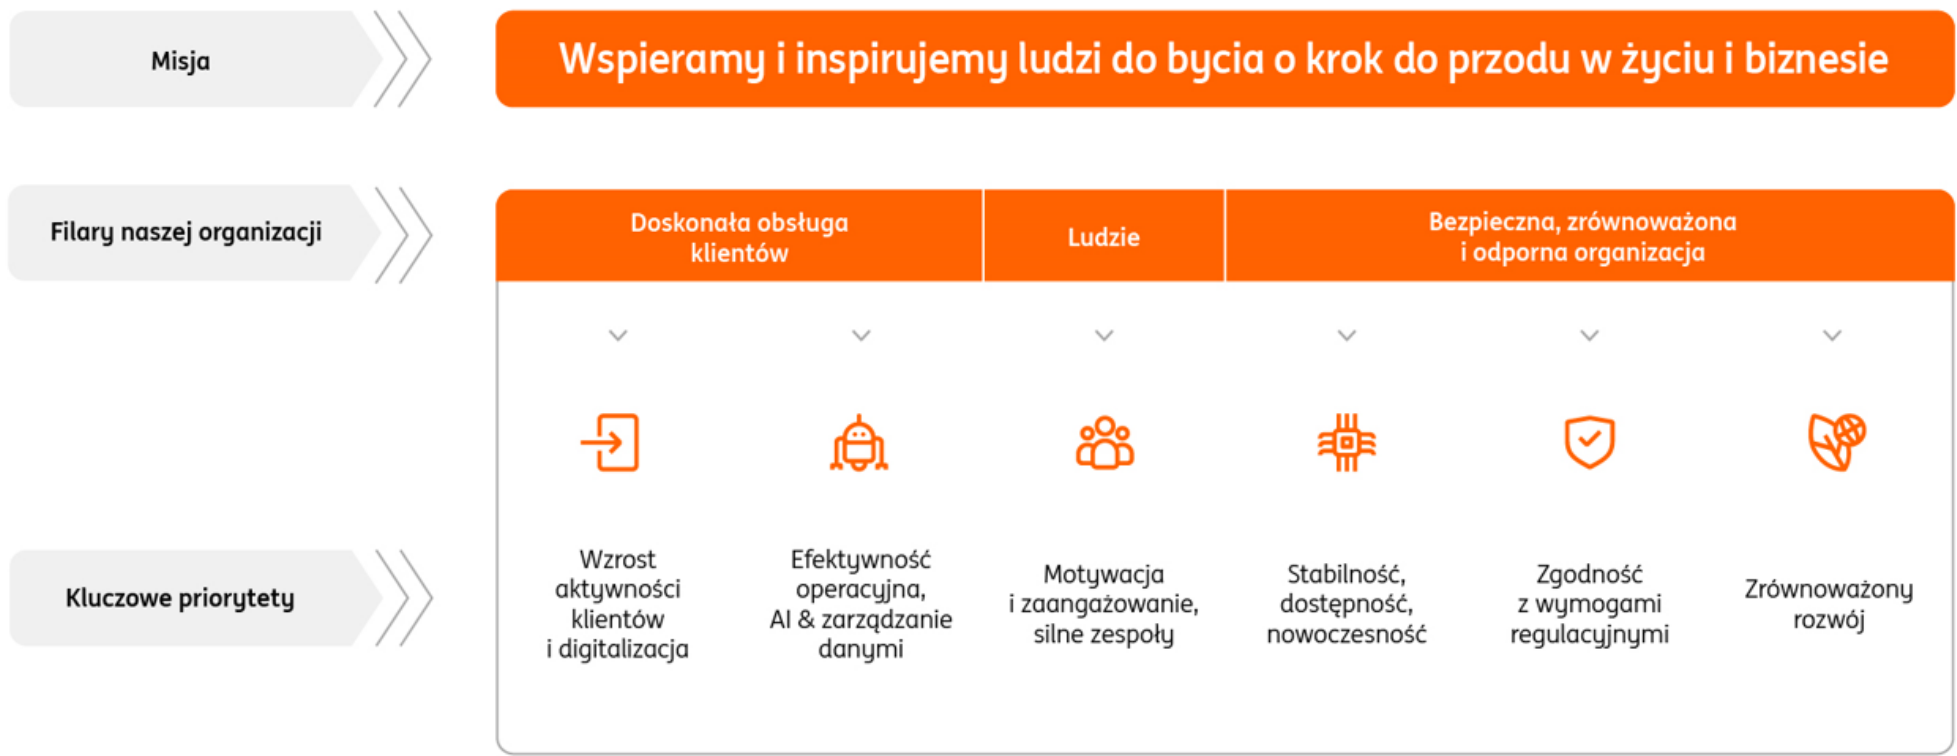 Misja
Wspieramy i inspirujemy ludzi do bycia o krok do przodu w życiu i biznesie
Filary naszej organizacji
Doskonała obsługa
klientów
Ludzie
Bezpieczna, zrównoważona
i odporna organizacja
Kluczowe priorytety
Wzrost
aktywności
klientów
i digitalizacja
Efektywność
operacyjna,
AI & zarządzanie
danymi
Motywacja
i zaangażowanie,
silne zespoły
Stabilność,
dostępność,
nowoczesność
Zgodność
z wymogami
regulacyjnymi
Zrównoważony
rozwój